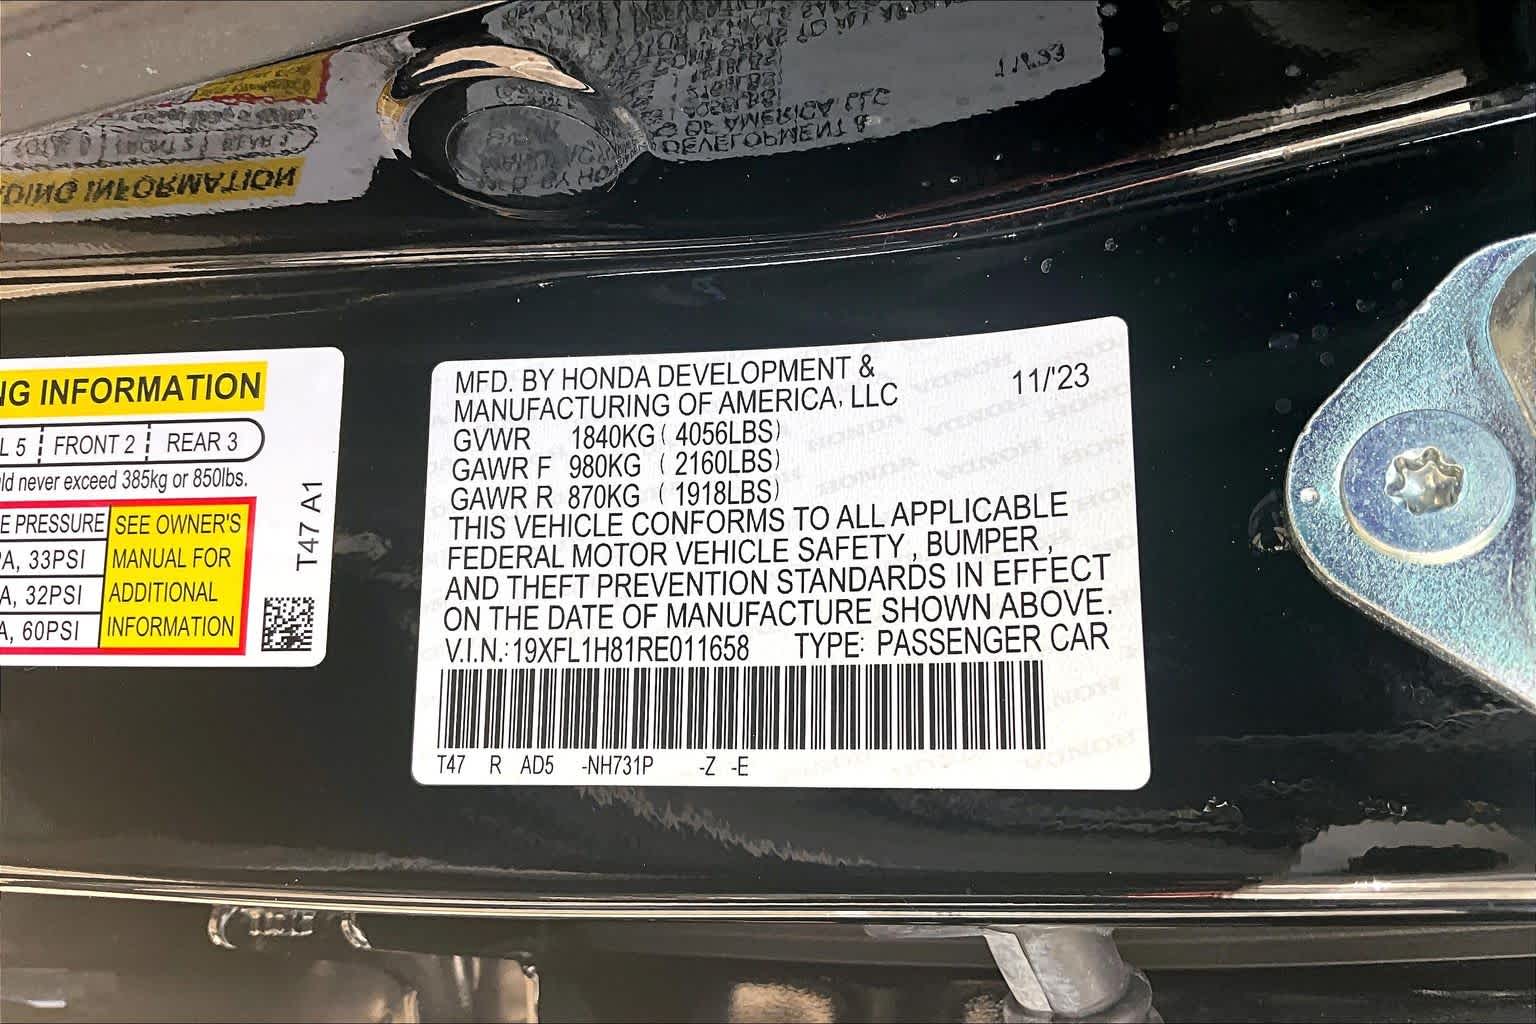 NG INFORMATION
L 5 FRONT 2 REAR 3
ld never exceed 385kg or 850lbs.
E PRESSURE
PA, 33PSI
A, 32PSI
A, 60PSI
SEE OWNER'S
MANUAL FOR
ADDITIONAL
INFORMATION
T47 A1
MFD. BY HONDA DEVELOPMENT &
MANUFACTURING OF AMERICA, LLC
11/'23
GVWR 1840KG ( 4056LBS)
GAWR F 980KG ( 2160LBS)
GAWR R 870KG ( 1918LBS)
THIS VEHICLE CONFORMS TO ALL APPLICABLE
FEDERAL MOTOR VEHICLE SAFETY , BUMPER ,
AND THEFT PREVENTION STANDARDS IN EFFECT
ON THE DATE OF MANUFACTURE SHOWN ABOVE.
V.I.N.: 19XFL1H81RE011658 TYPE: PASSENGER CAR
T47 R AD5 -NH731P -Z -E